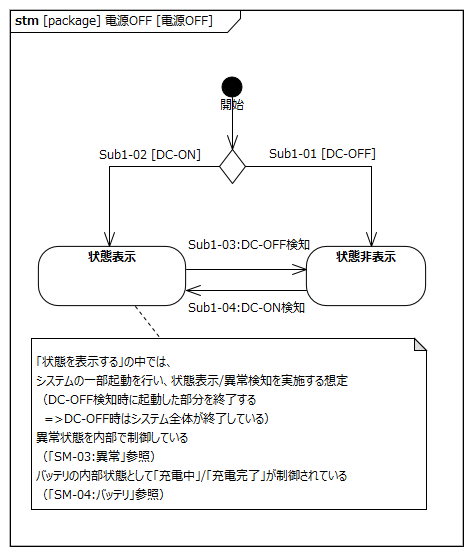 stm [package] 電源OFF [電源OFF]
開始
Sub1-02 [DC-ON]
Sub1-01 [DC-OFF]
状態表示
Sub1-03:DC-OFF検知
状態非表示
Sub1-04:DC-ON検知
「状態を表示する」の中では、
システムの一部起動を行い、状態表示/異常検知を実施する想定
（DC-OFF検知時に起動した部分を終了する
=>DC-OFF時はシステム全体が終了している）
異常状態を内部で制御している
（「SM-03:異常」参照）
バッテリの内部状態として「充電中」/「充電完了」が制御されている
（「SM-04:バッテリ」参照）